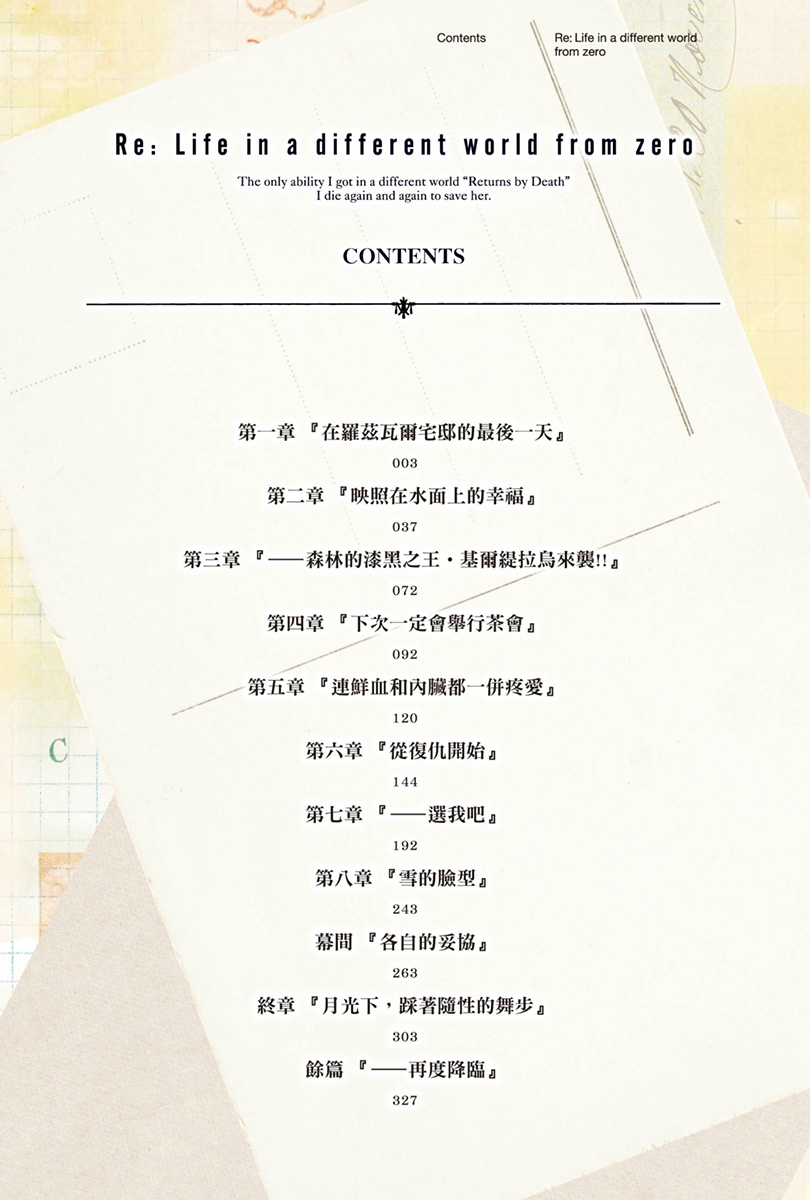 Contents
Re: Life in a different world
from zero
Re: Life in a different world from zero
The only ability I got in a different world “Returns by Death”
I die again and again to save her.
CONTENTS
第一章 『在羅茲瓦爾宅邸的最後一天』
003
第二章 『映照在水面上的幸福』
037
第三章 『——森林的漆黑之王・基爾緹拉烏來襲!!』
072
第四章 『下次一定會舉行茶會』
092
第五章 『連鮮血和內臟都一併疼愛』
120
第六章 『從復仇開始』
144
第七章 『——選我吧』
192
第八章 『雪的臉型』
243
幕間 『各自的妥協』
263
終章 『月光下，踩著隨性的舞步』
303
餘篇 『——再度降臨』
327
C